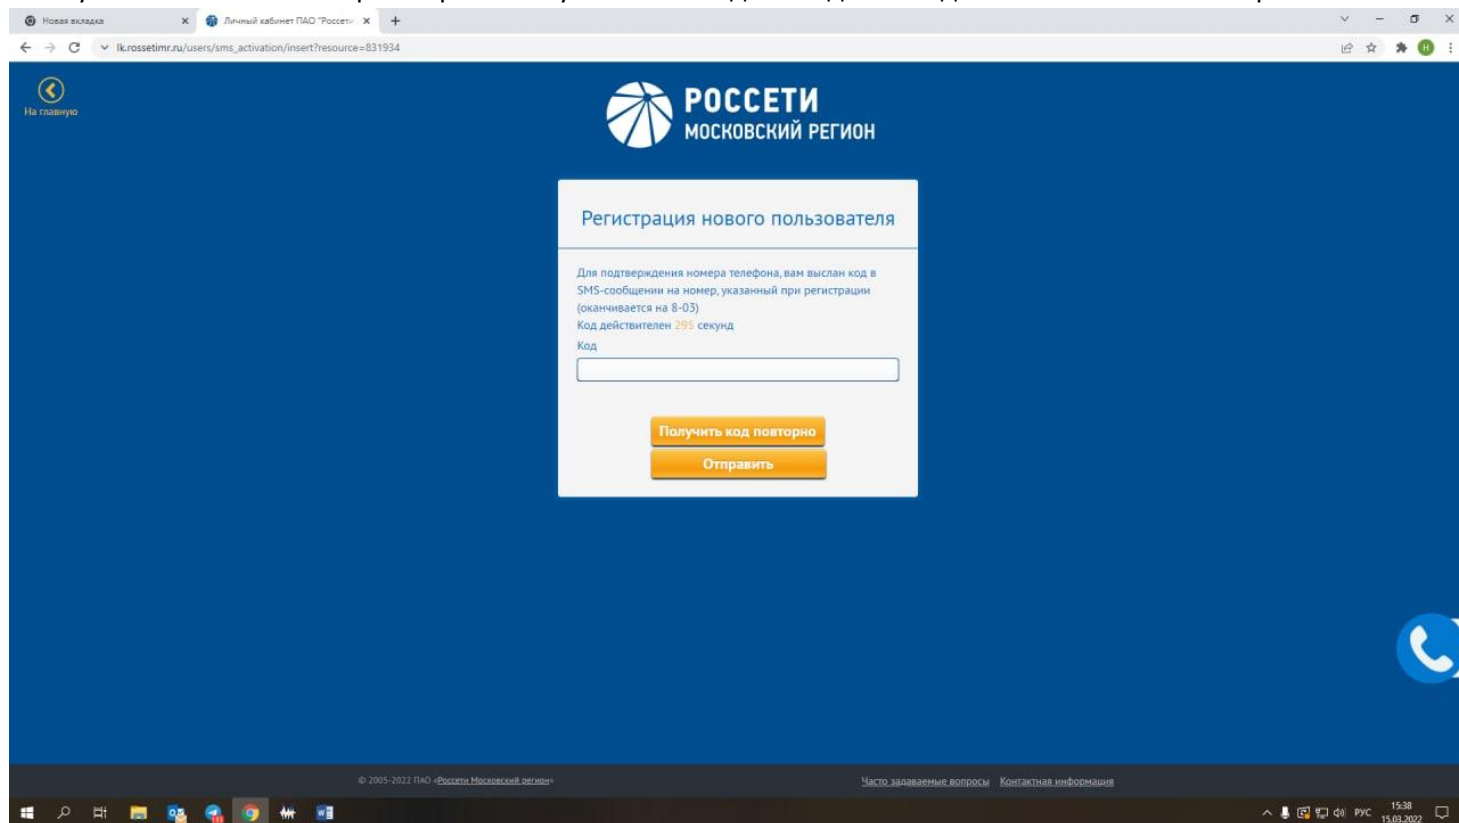 Новая вкладка
Личный кабинет ПАО "Россети
lk.rossetimr.ru/users/sms_activation/insert?resource=831934
Н
На главную
РОССЕТИ
МОСКОВСКИЙ РЕГИОН
Регистрация нового пользователя
Для подтверждения номера телефона, вам выслан код в
SMS-сообщении на номер, указанный при регистрации
(оканчивается на 8-03)
Код действителен 295 секунд
Код
Получить код повторно
Отправить
© 2005-2022 ПАО «Россети Московский регион»
Часто задаваемые вопросы Контактная информация
РУС
15:38
15.03.2022